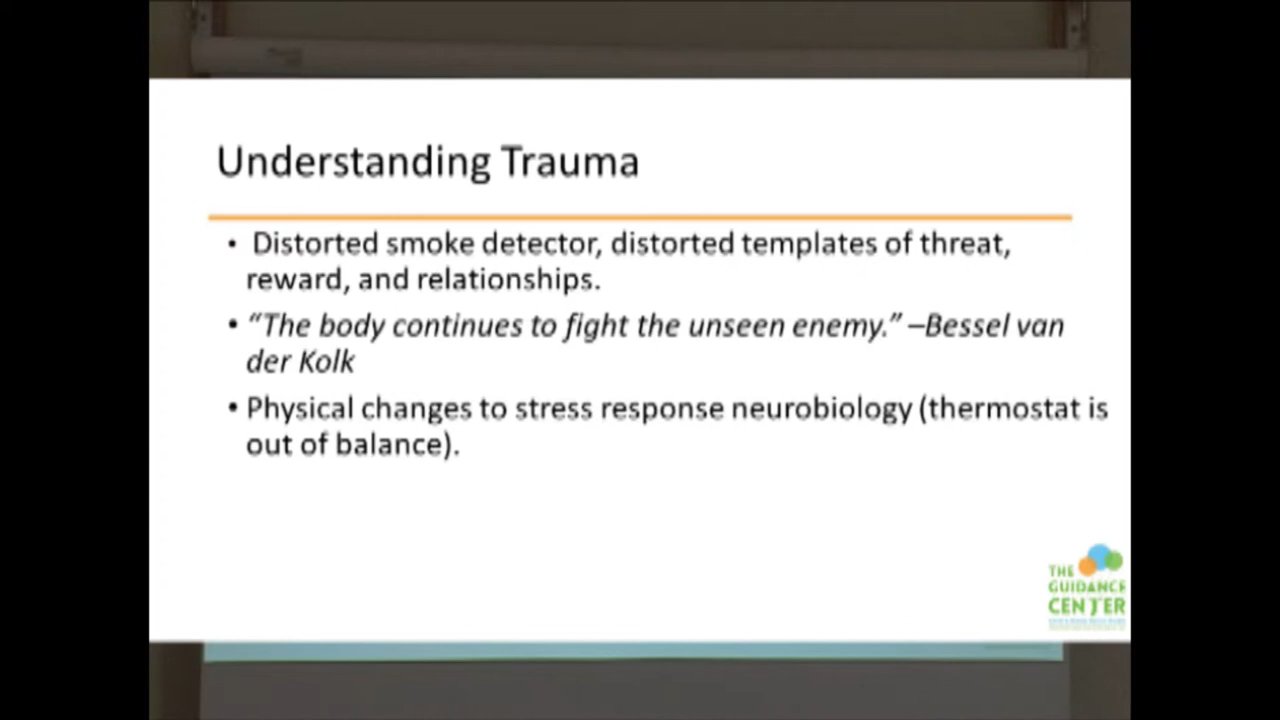 Understanding Trauma
• Distorted smoke detector, distorted templates of threat,
reward, and relationships.
• “The body continues to fight the unseen enemy.” –Bessel van
der Kolk
• Physical changes to stress response neurobiology (thermostat is
out of balance).
THE
GUIDANCE
CENTER